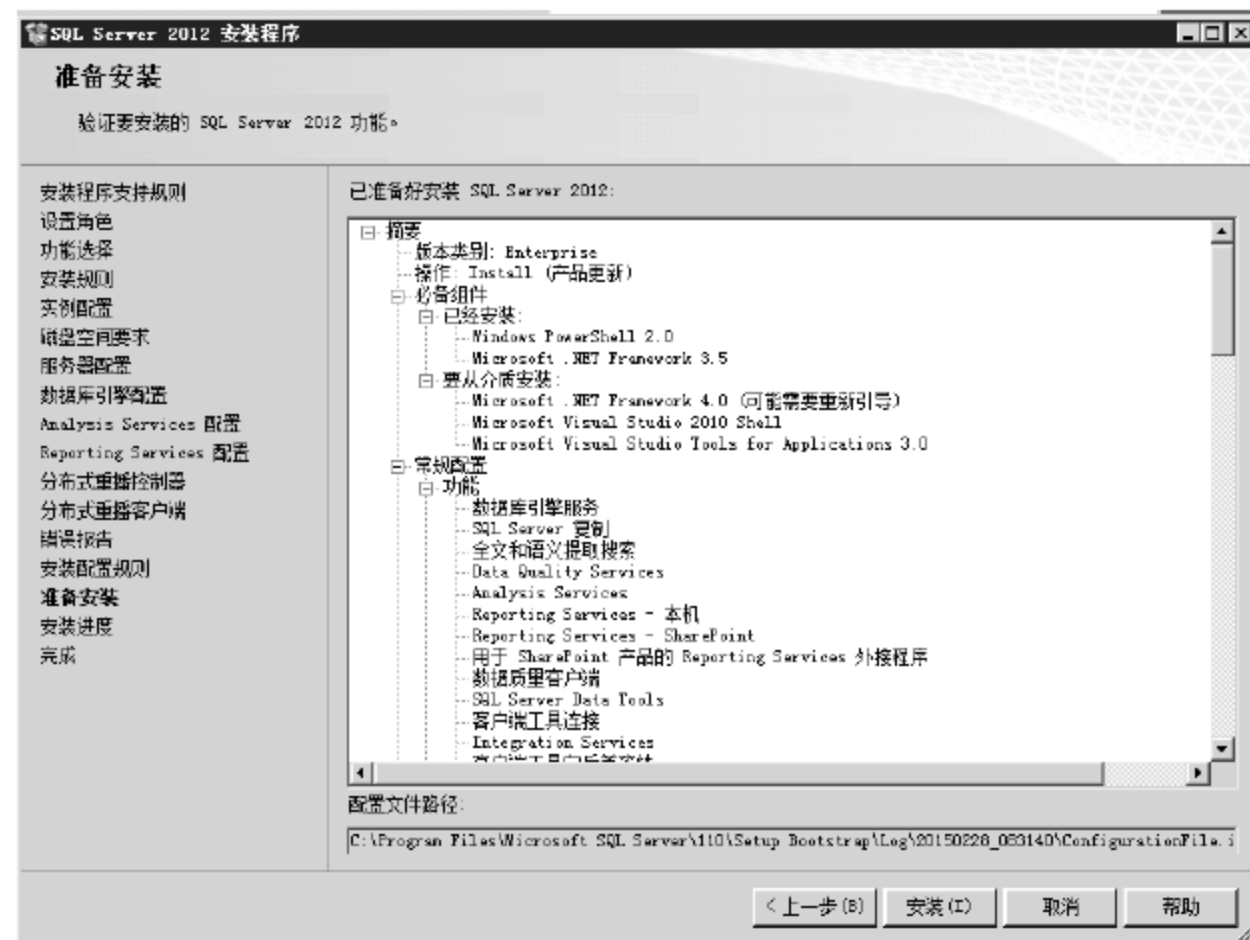 SQL Server 2012 安装程序
准备安装
验证要安装的 SQL Server 2012 功能。
安装程序支持规则
设置角色
功能选择
安装规则
实例配置
磁盘空间要求
服务器配置
数据库引擎配置
Analysis Services 配置
Reporting Services 配置
分布式重播控制器
分布式重播客户端
错误报告
安装配置规则
准备安装
安装进度
完成
已准备好安装 SQL Server 2012:
摘要
版本类别: Enterprise
操作: Install (产品更新)
必备组件
已经安装:
Windows PowerShell 2.0
Microsoft .NET Framework 3.5
要从介质安装:
Microsoft .NET Framework 4.0 (可能需要重新引导)
Microsoft Visual Studio 2010 Shell
Microsoft Visual Studio Tools for Applications 3.0
常规配置
功能
数据库引擎服务
SQL Server 复制
全文和语义提取搜索
Data Quality Services
Analysis Services
Reporting Services - 本机
Reporting Services - SharePoint
用于 SharePoint 产品的 Reporting Services 外接程序
数据质量客户端
SQL Server Data Tools
客户端工具连接
Integration Services
配置文件路径:
C:\Program Files\Microsoft SQL Server\110\Setup Bootstrap\Log\20150228_053140\ConfigurationFile.i
< 上一步(B)
安装(I)
取消
帮助